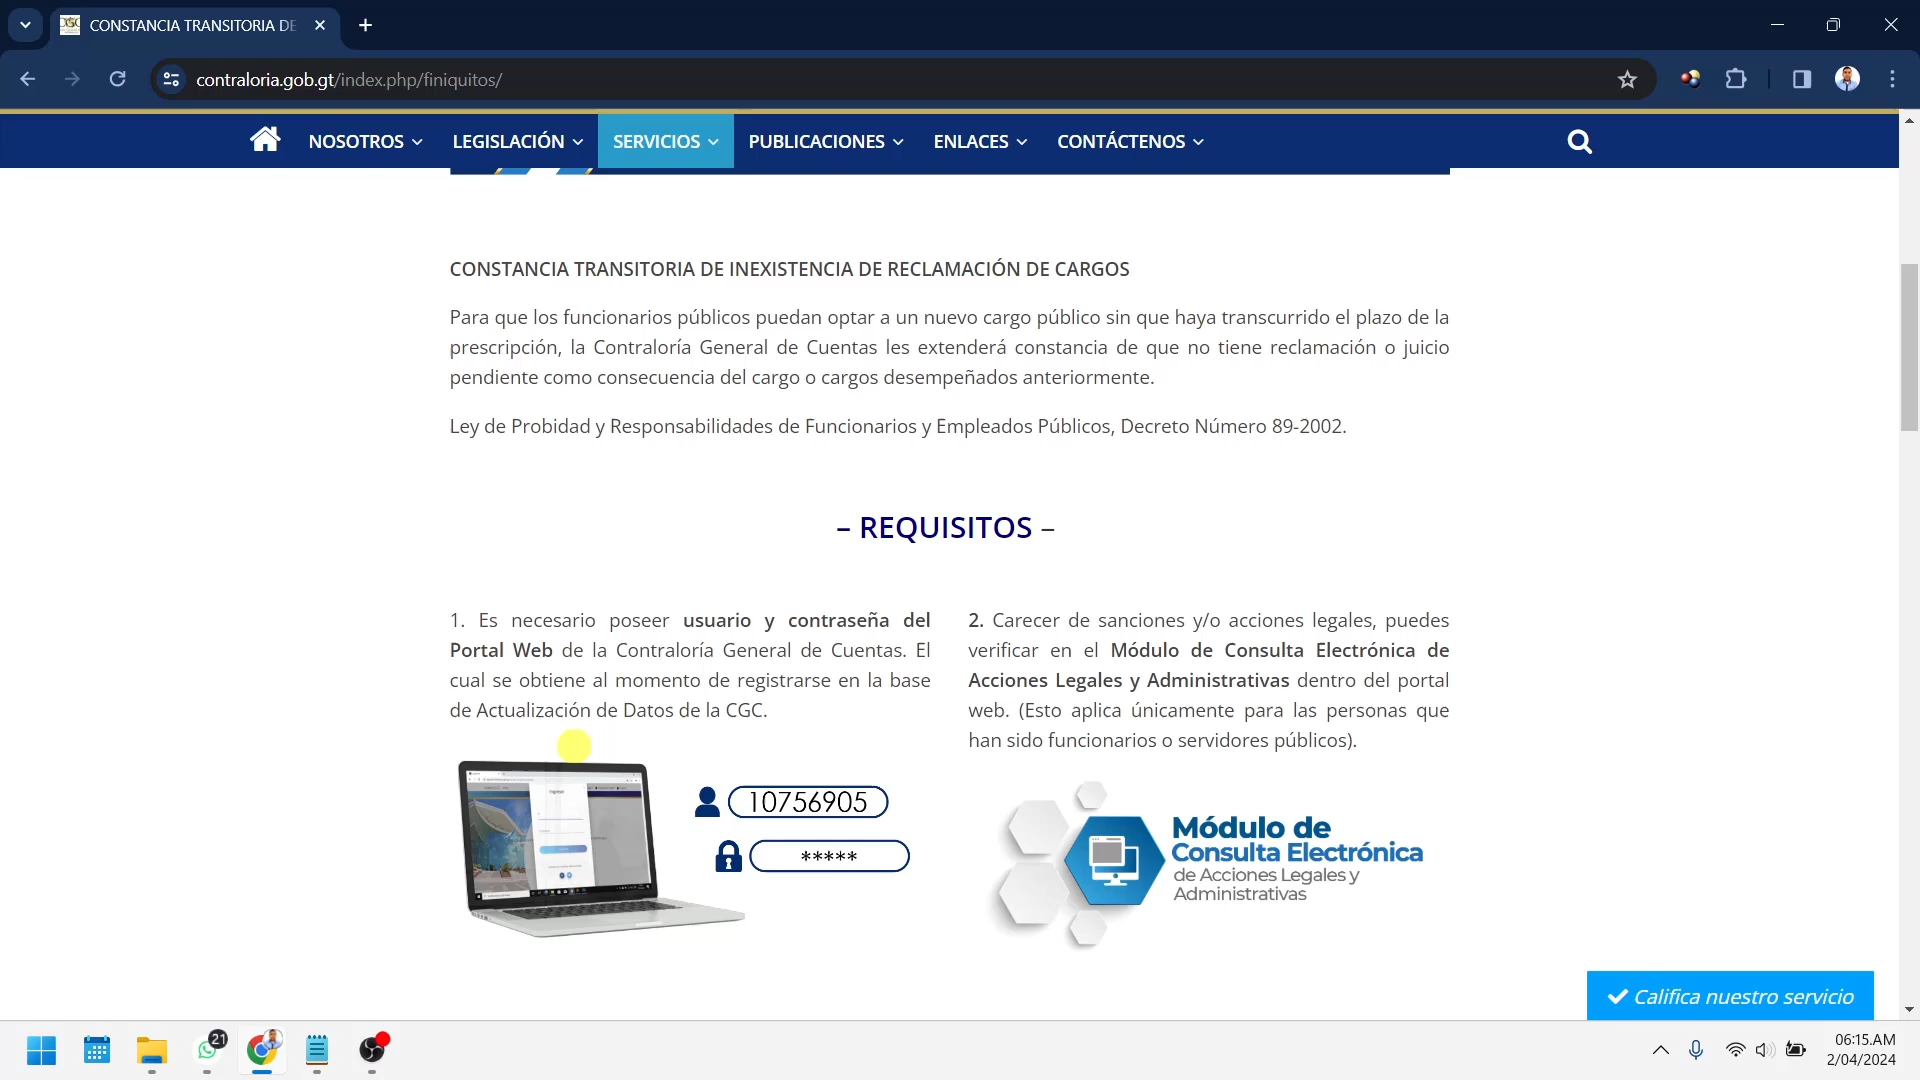 CONSTANCIA TRANSITORIA DE
contraloria.gob.gt/index.php/finiquitos/
NOSOTROS
LEGISLACIÓN
SERVICIOS
PUBLICACIONES
ENLACES
CONTÁCTENOS
CONSTANCIA TRANSITORIA DE INEXISTENCIA DE RECLAMACIÓN DE CARGOS
Para que los funcionarios públicos puedan optar a un nuevo cargo público sin que haya transcurrido el plazo de la
prescripción, la Contraloría General de Cuentas les extenderá constancia de que no tiene reclamación o juicio
pendiente como consecuencia del cargo o cargos desempeñados anteriormente.
Ley de Probidad y Responsabilidades de Funcionarios y Empleados Públicos, Decreto Número 89-2002.
– REQUISITOS –
1. Es necesario poseer usuario y contraseña del
Portal Web de la Contraloría General de Cuentas. El
cual se obtiene al momento de registrarse en la base
de Actualización de Datos de la CGC.
10756905
*****
2. Carecer de sanciones y/o acciones legales, puedes
verificar en el Módulo de Consulta Electrónica de
Acciones Legales y Administrativas dentro del portal
web. (Esto aplica únicamente para las personas que
han sido funcionarios o servidores públicos).
Módulo de
Consulta Electrónica
de Acciones Legales y
Administrativas
Califica nuestro servicio
21
06:15.AM
2/04/2024